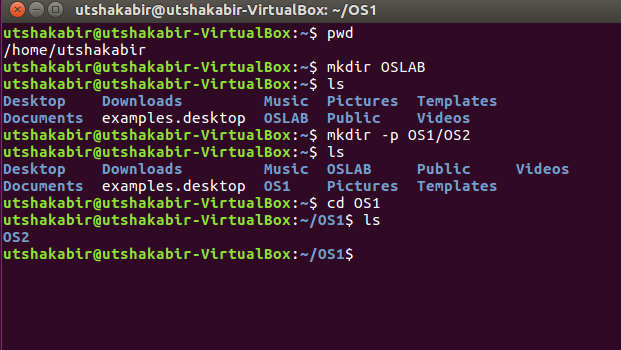 utshakabir@utshakabir-VirtualBox: ~/OS1
utshakabir@utshakabir-VirtualBox:~$ pwd
/home/utshakabir
utshakabir@utshakabir-VirtualBox:~$ mkdir OSLAB
utshakabir@utshakabir-VirtualBox:~$ ls
Desktop    Downloads         Music  Pictures  Templates
Documents  examples.desktop  OSLAB  Public    Videos
utshakabir@utshakabir-VirtualBox:~$ mkdir -p OS1/OS2
utshakabir@utshakabir-VirtualBox:~$ ls
Desktop    Downloads         Music  OSLAB     Public     Videos
Documents  examples.desktop  OS1    Pictures  Templates
utshakabir@utshakabir-VirtualBox:~$ cd OS1
utshakabir@utshakabir-VirtualBox:~/OS1$ ls
OS2
utshakabir@utshakabir-VirtualBox:~/OS1$